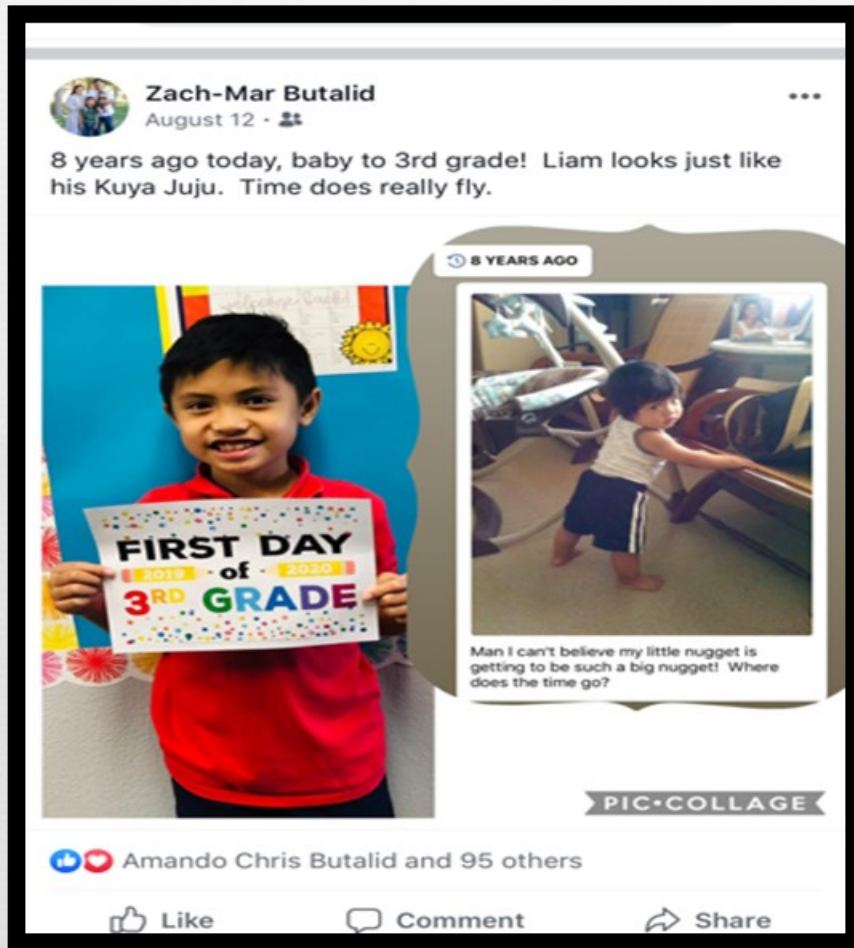 Zach-Mar Butalid
August 12 ·
8 years ago today, baby to 3rd grade! Liam looks just like
his Kuya Juju. Time does really fly.
8 YEARS AGO
FIRST DAY
2019 · of · 2020
3RD GRADE
Man I can't believe my little nugget is
getting to be such a big nugget! Where
does the time go?
PIC•COLLAGE
Amando Chris Butalid and 95 others
Like Comment Share